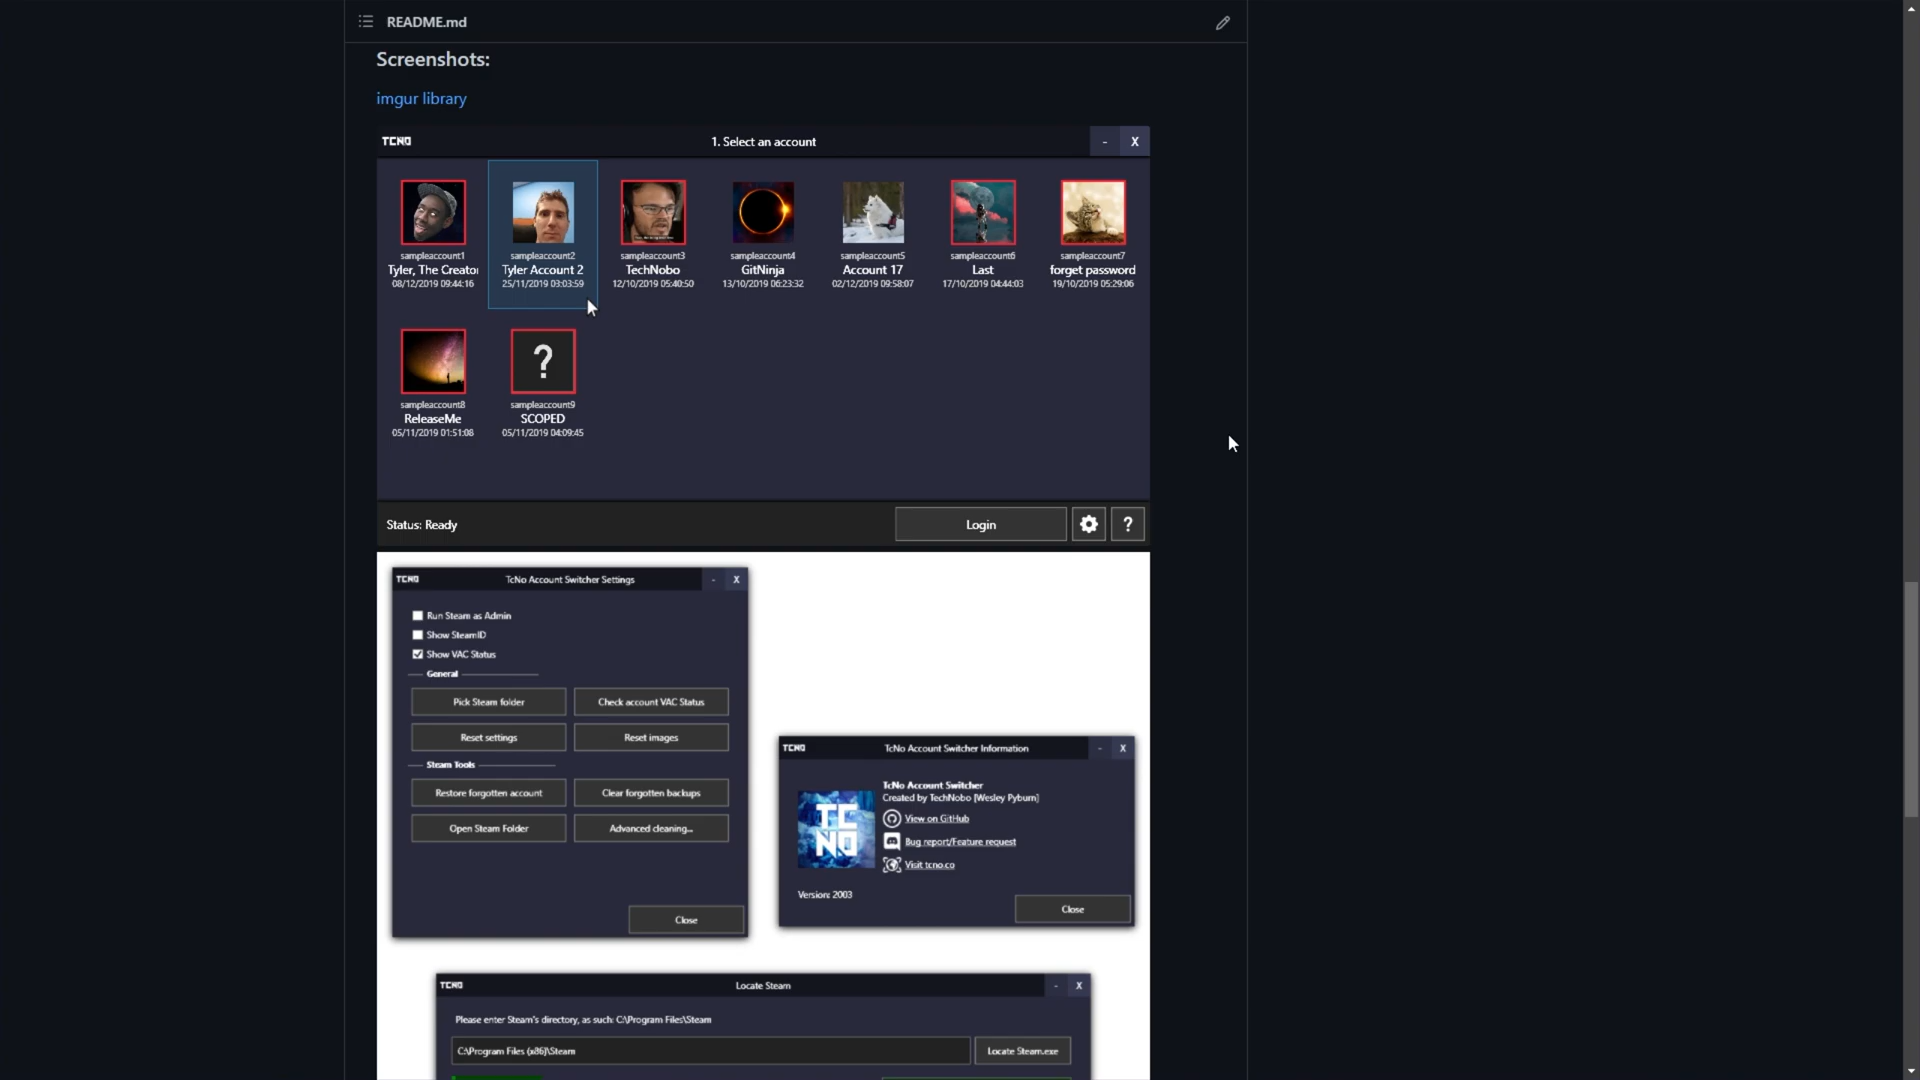 README.md
Screenshots:
imgur library
TCNO
1. Select an account
- X
sampleaccount1
Tyler, The Creator
08/12/2019 09:44:16
sampleaccount2
Tyler Account 2
25/11/2019 03:03:59
sampleaccount3
TechNobo
12/10/2019 05:40:50
sampleaccount4
GitNinja
13/10/2019 06:23:32
sampleaccount5
Account 17
02/12/2019 09:58:07
sampleaccount6
Last
17/10/2019 04:44:03
sampleaccount7
forget password
19/10/2019 05:29:06
?
sampleaccount8
ReleaseMe
05/11/2019 01:51:08
sampleaccount9
SCOPED
05/11/2019 04:09:45
Status: Ready
Login
?
TCNO
TcNo Account Switcher Settings
- X
Run Steam as Admin
Show SteamID
Show VAC Status
General
Pick Steam folder
Check account VAC Status
Reset settings
Reset images
Steam Tools
Restore forgotten account
Clear forgotten backups
Open Steam Folder
Advanced cleaning...
Close
TCNO
TcNo Account Switcher Information
- X
TC
NO
TcNo Account Switcher
Created by TechNobo [Wesley Pyburn]
View on GitHub
Bug report/Feature request
Visit tcno.co
Version: 2003
Close
TCNO
Locate Steam
- X
Please enter Steam's directory, as such: C:\Program Files\Steam
C:\Program Files (x86)\Steam
Locate Steam.exe